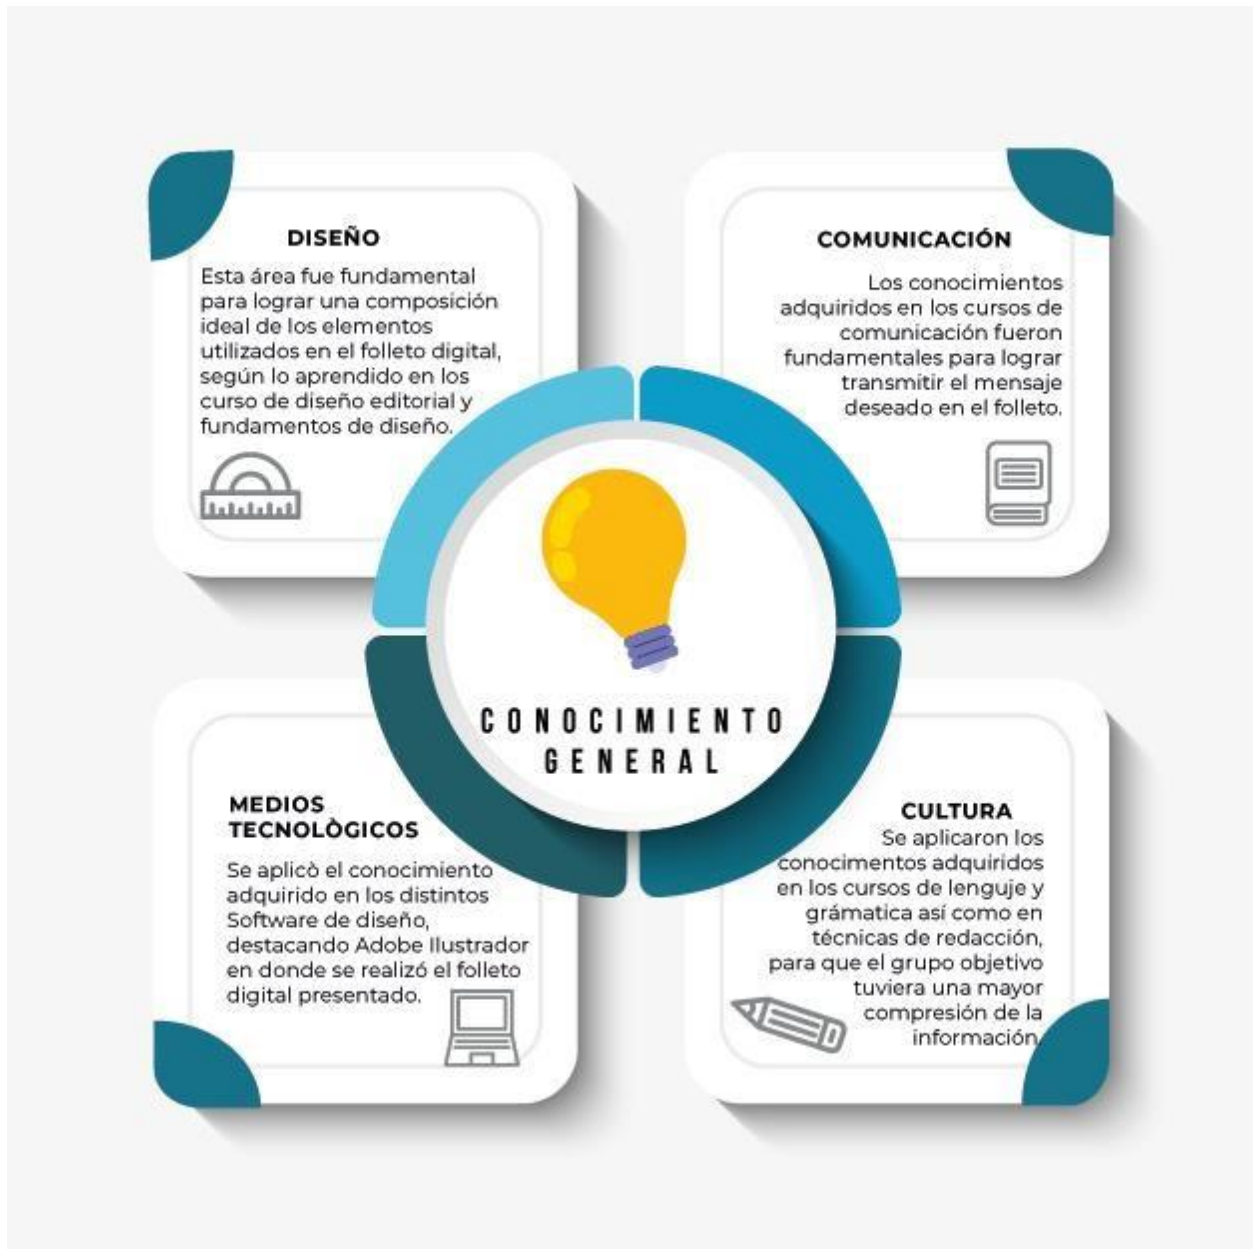 DISEÑO
Esta área fue fundamental
para lograr una composición
ideal de los elementos
utilizados en el folleto digital,
según lo aprendido en los
curso de diseño editorial y
fundamentos de diseño.
COMUNICACIÓN
Los conocimientos
adquiridos en los cursos de
comunicación fueron
fundamentales para lograr
transmitir el mensaje
deseado en el folleto.
CONOCIMIENTO
GENERAL
MEDIOS
TECNOLÒGICOS
Se aplicò el conocimiento
adquirido en los distintos
Software de diseño,
destacando Adobe Ilustrador
en donde se realizó el folleto
digital presentado.
CULTURA
Se aplicaron los
conocimentos adquiridos
en los cursos de lenguje y
grámatica así como en
técnicas de redacción,
para que el grupo objetivo
tuviera una mayor
compresión de la
información.